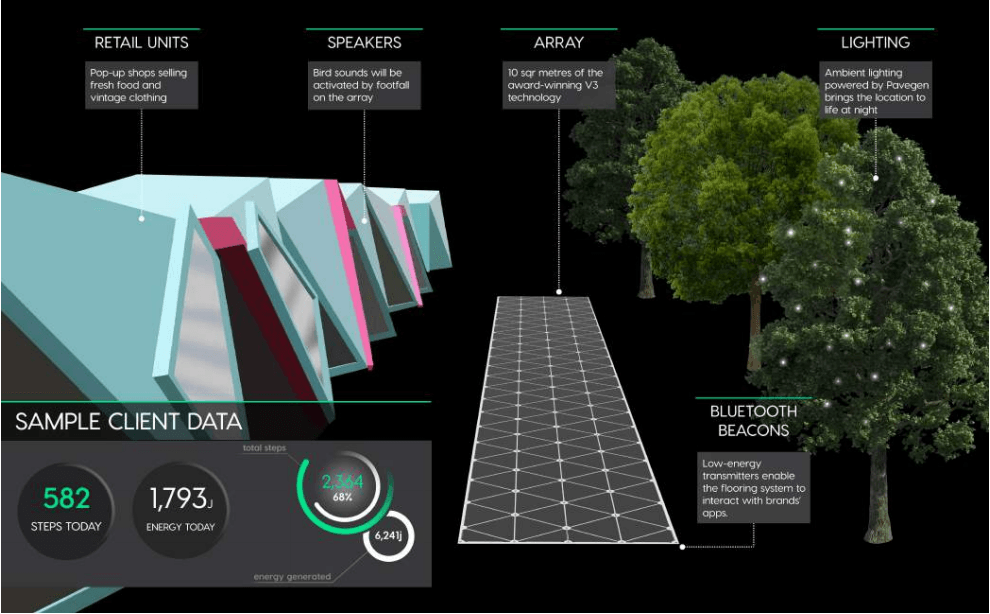 RETAIL UNITS
Pop-up shops selling
fresh food and
vintage clothing
SPEAKERS
Bird sounds will be
activated by footfall
on the array
ARRAY
10 sqr metres of the
award-winning V3
technology
LIGHTING
Ambient lighting
powered by Pavegen
brings the location to
life at night
SAMPLE CLIENT DATA
582
STEPS TODAY
1,793J
ENERGY TODAY
total steps
2,364
68%
6,241j
energy generated
BLUETOOTH
BEACONS
Low-energy
transmitters enable
the flooring system to
interact with brands'
apps.